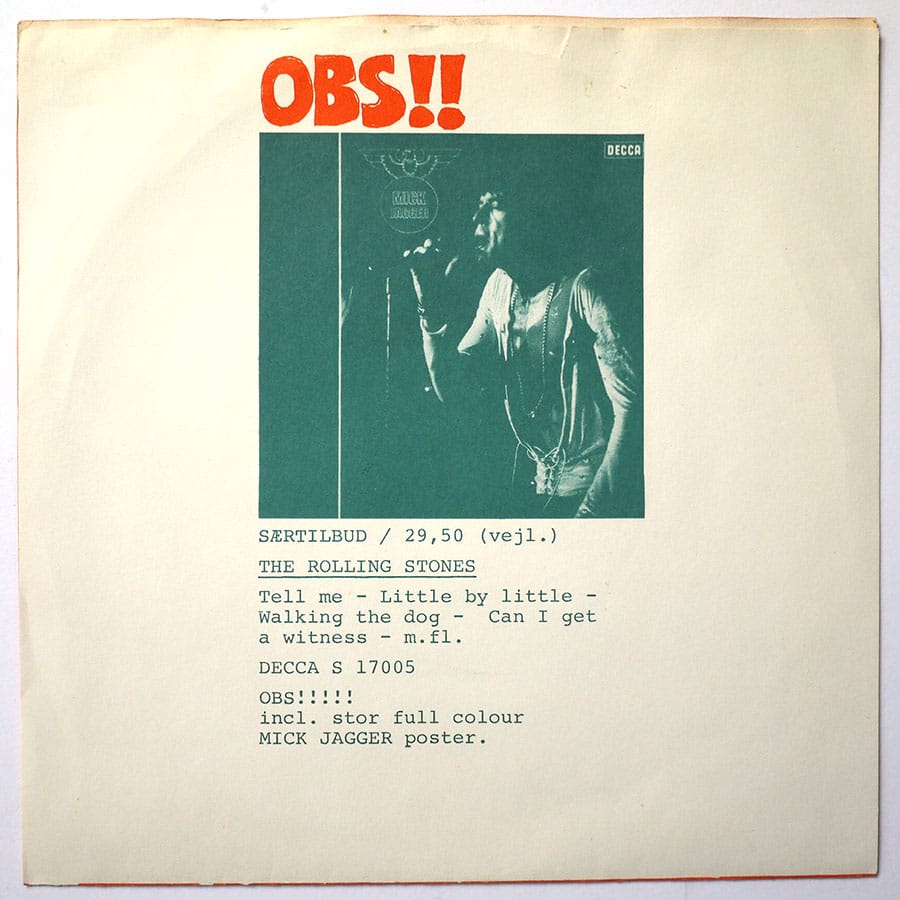 OBS!!
DECCA
MICK
JAGGER
SÆRTILBUD / 29,50 (vejl.)
THE ROLLING STONES
Tell me - Little by little -
Walking the dog - Can I get
a witness - m.fl.
DECCA S 17005
OBS!!!!!
incl. stor full colour
MICK JAGGER poster.